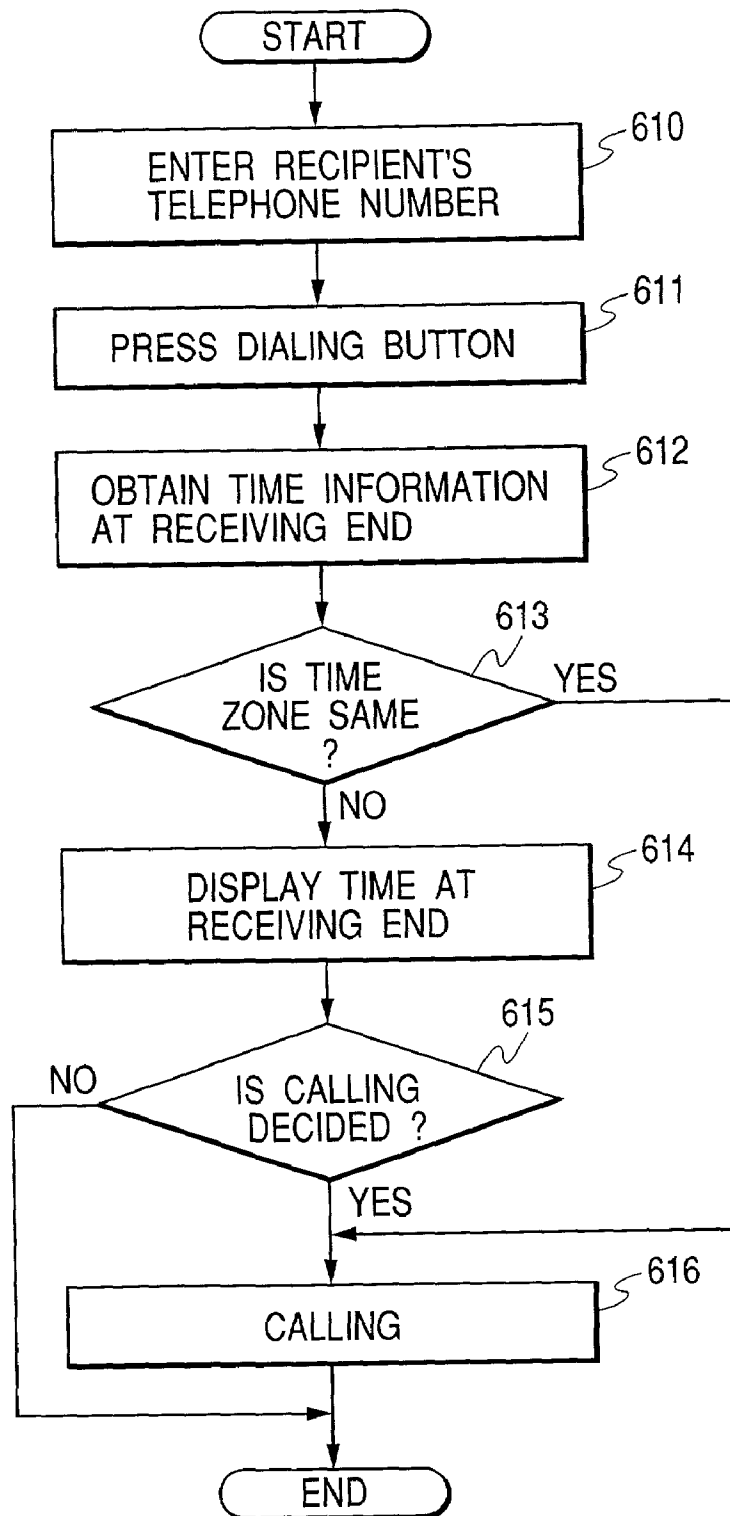 START
610
ENTER RECIPIENT'S
TELEPHONE NUMBER
611
PRESS DIALING BUTTON
612
OBTAIN TIME INFORMATION
AT RECEIVING END
613
IS TIME
ZONE SAME
?
YES
NO
614
DISPLAY TIME AT
RECEIVING END
615
NO
IS CALLING
DECIDED ?
YES
616
CALLING
END